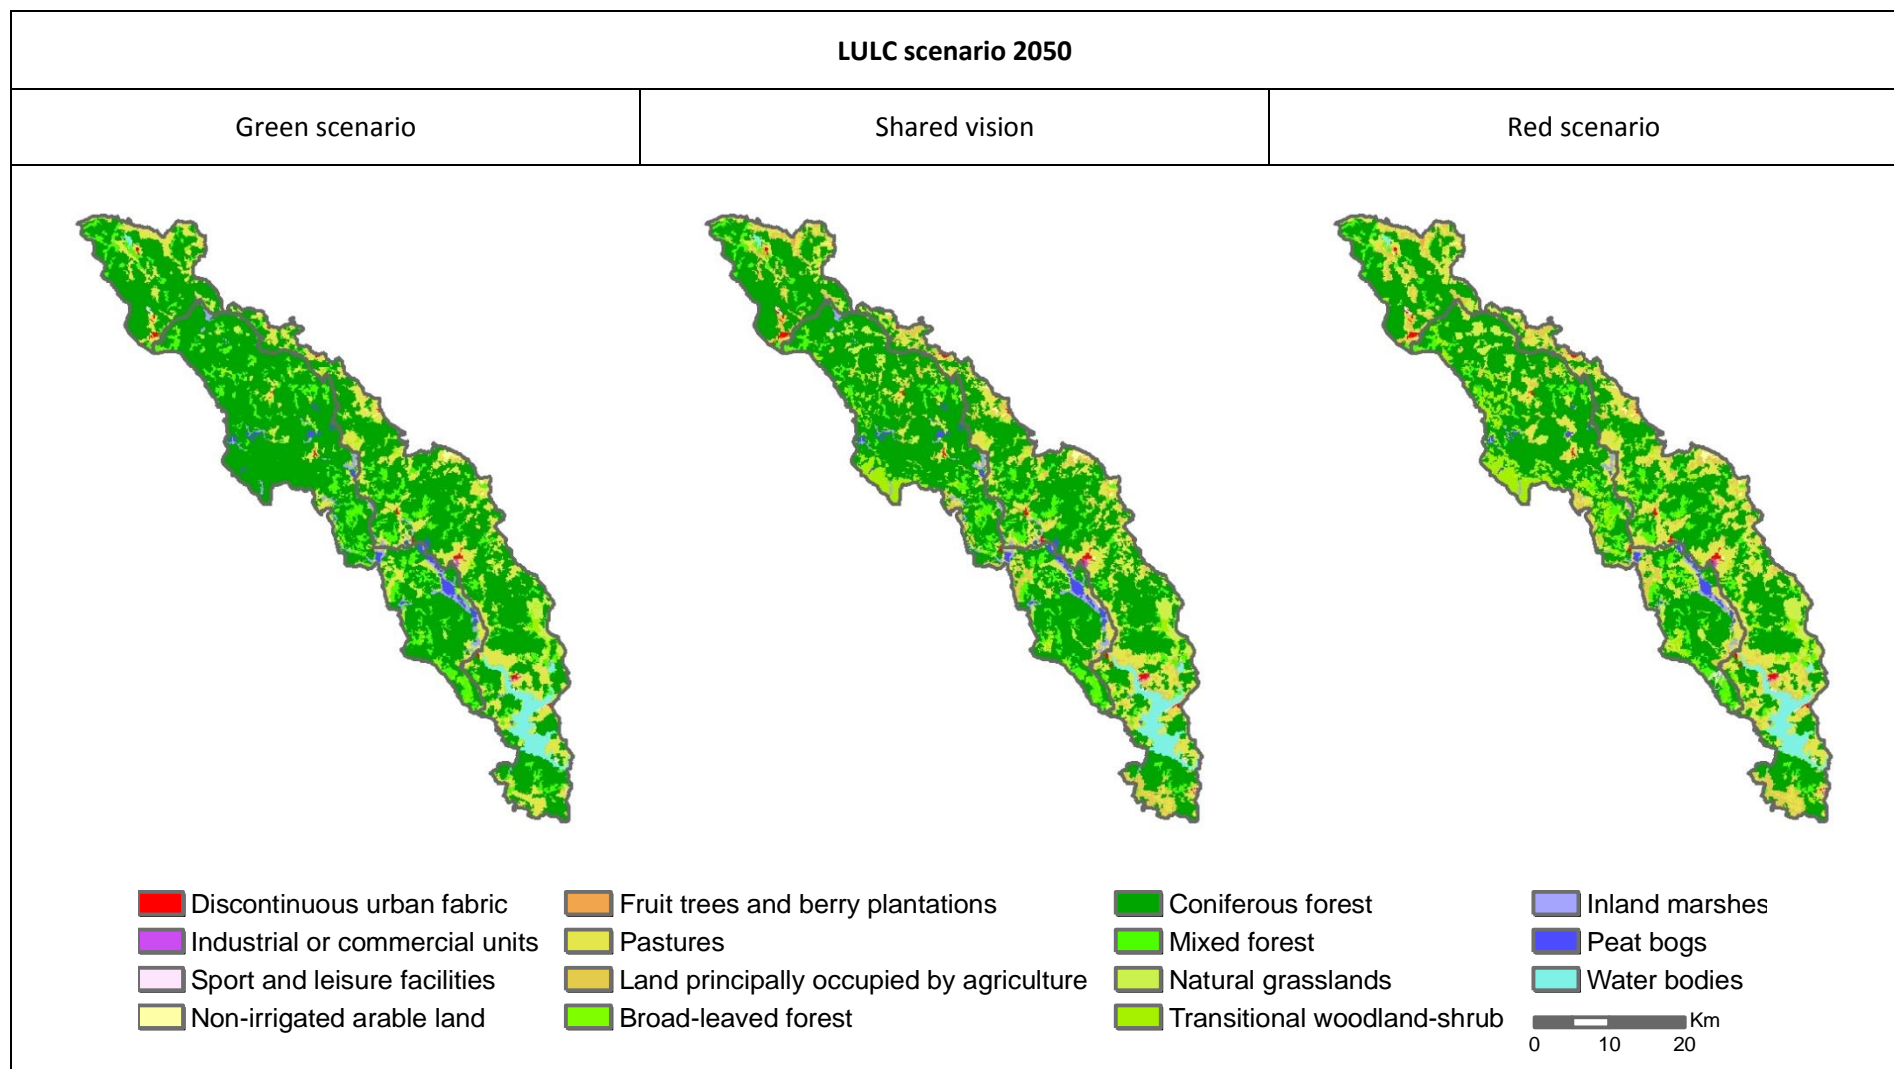 LULC scenario 2050
Green scenario
Shared vision
Red scenario
Discontinuous urban fabric
Industrial or commercial units
Sport and leisure facilities
Non-irrigated arable land
Fruit trees and berry plantations
Pastures
Land principally occupied by agriculture
Broad-leaved forest
Coniferous forest
Mixed forest
Natural grasslands
Transitional woodland-shrub
Inland marshes
Peat bogs
Water bodies
Km
0 10 20